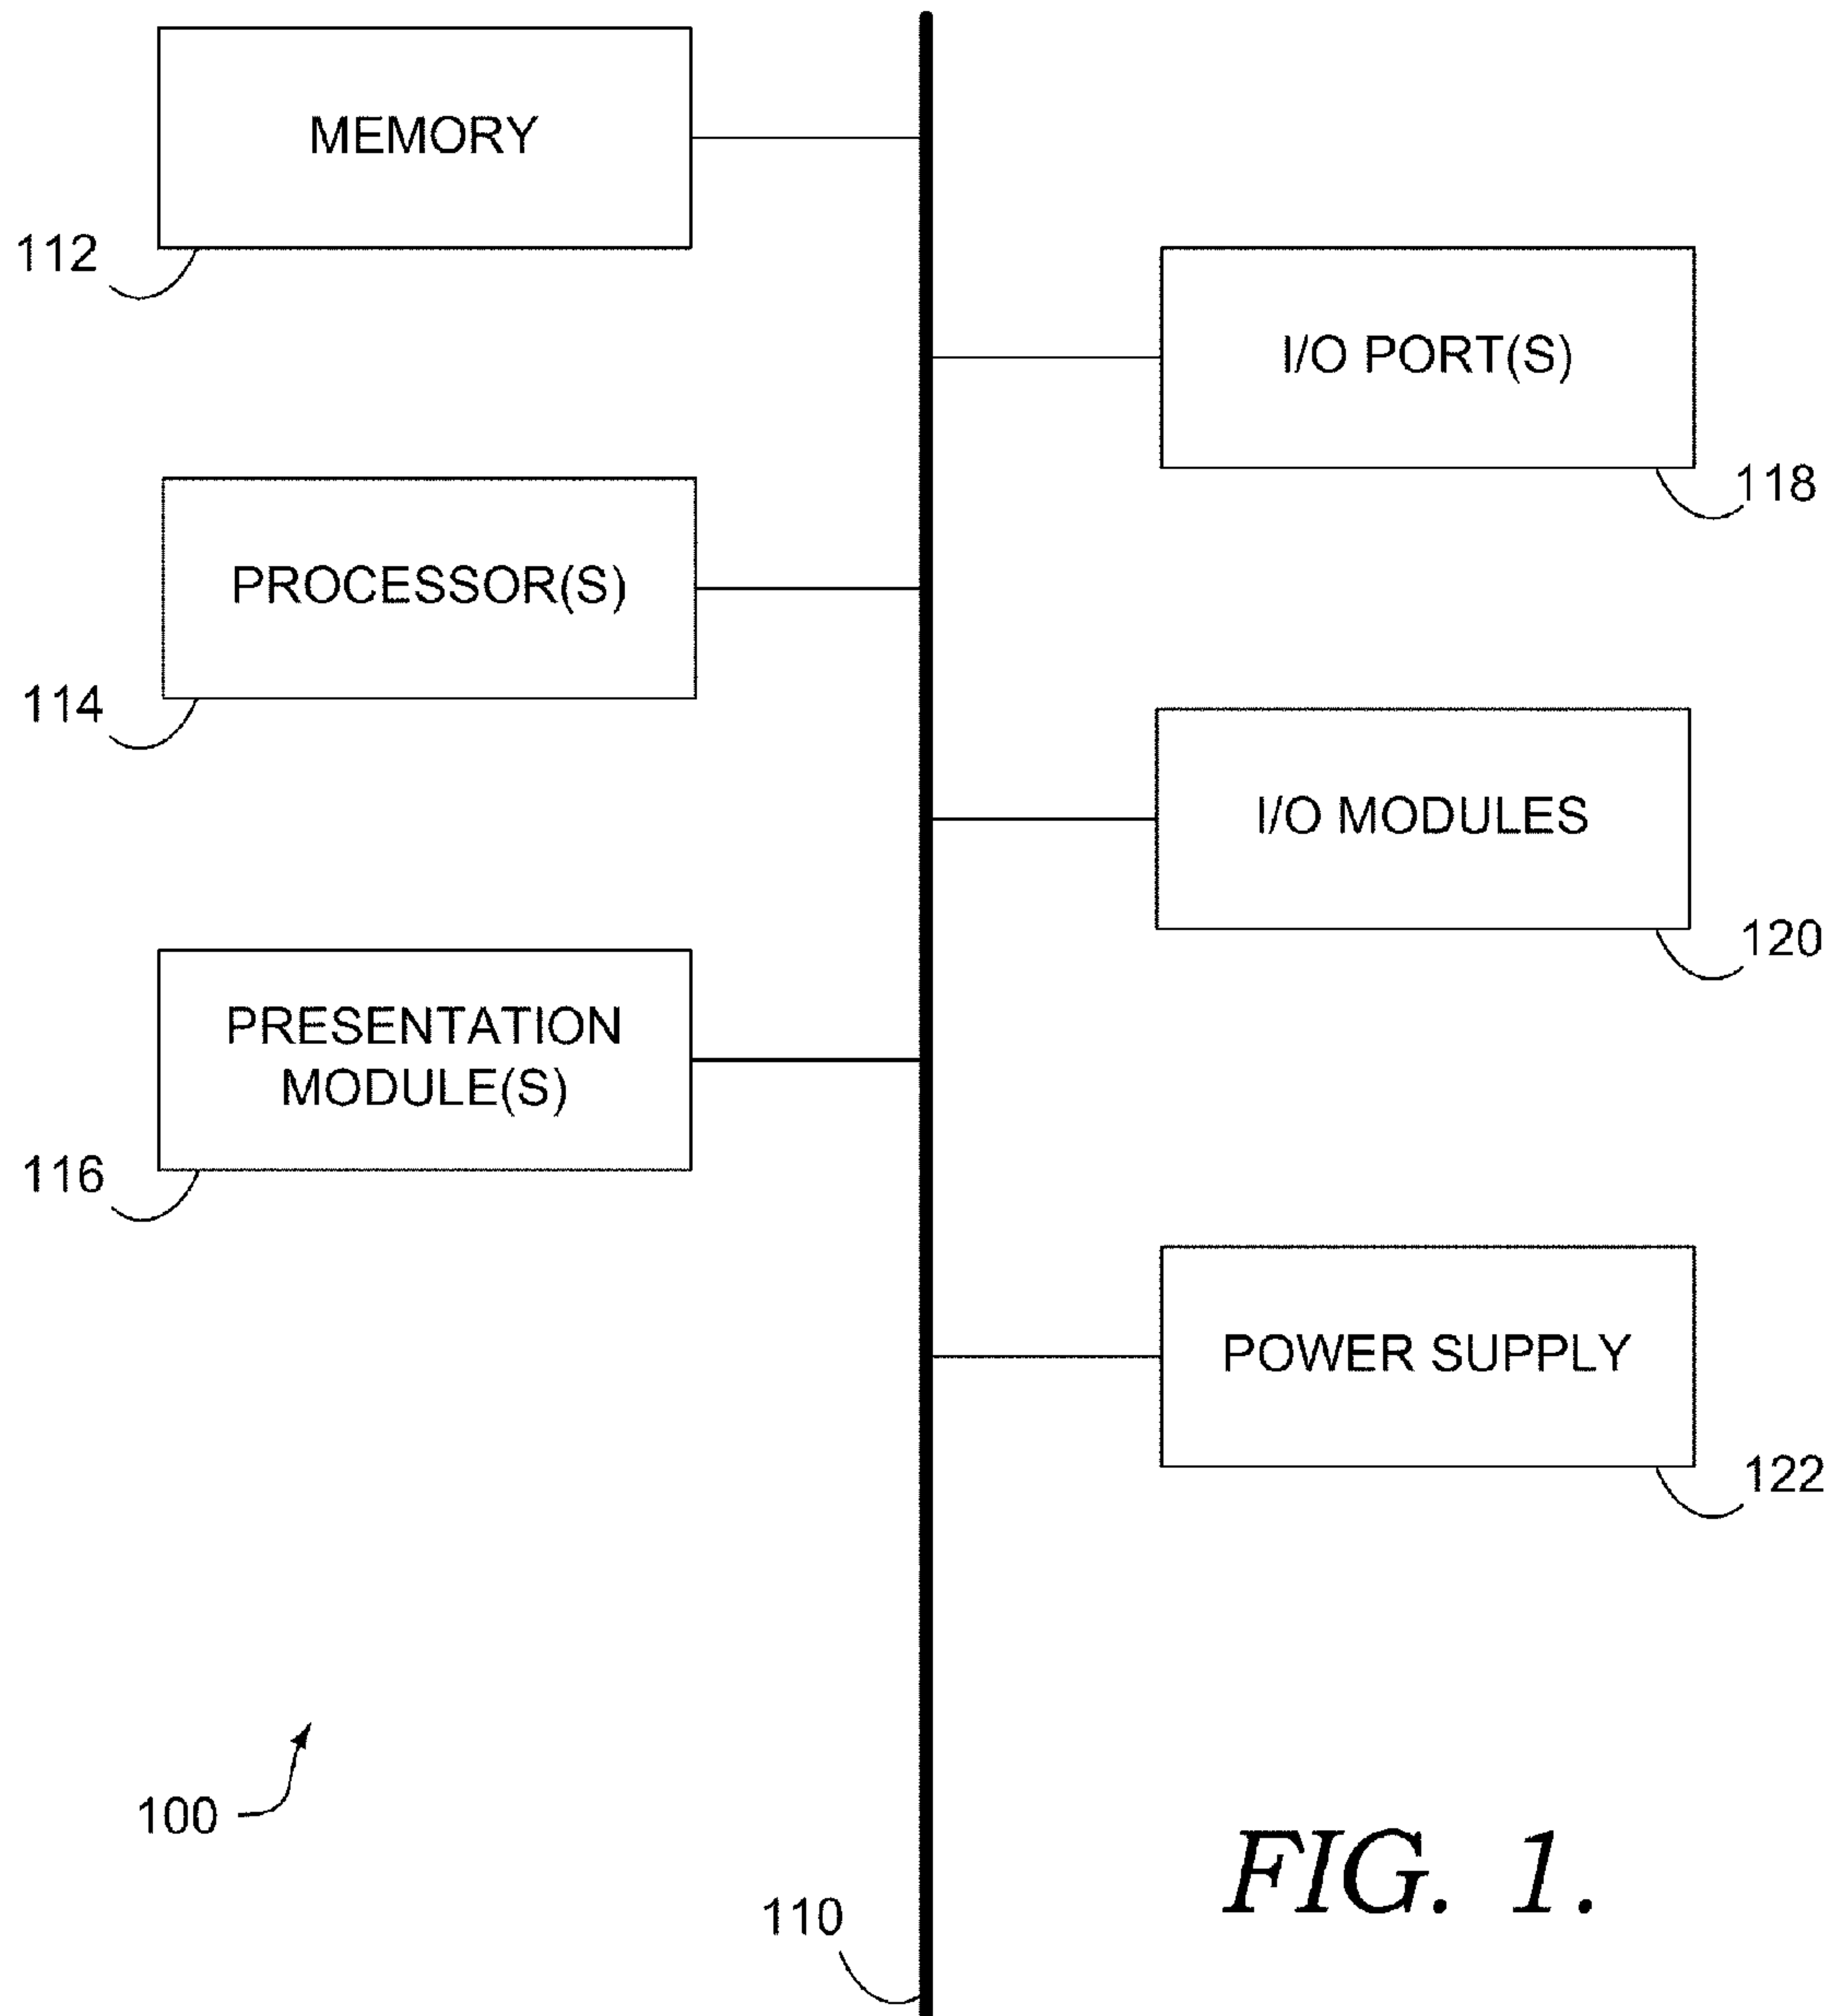 MEMORY
112
I/O PORT(S)
118
PROCESSOR(S)
114
I/O MODULES
120
PRESENTATION
MODULE(S)
116
POWER SUPPLY
122
100
110
FIG. 1.